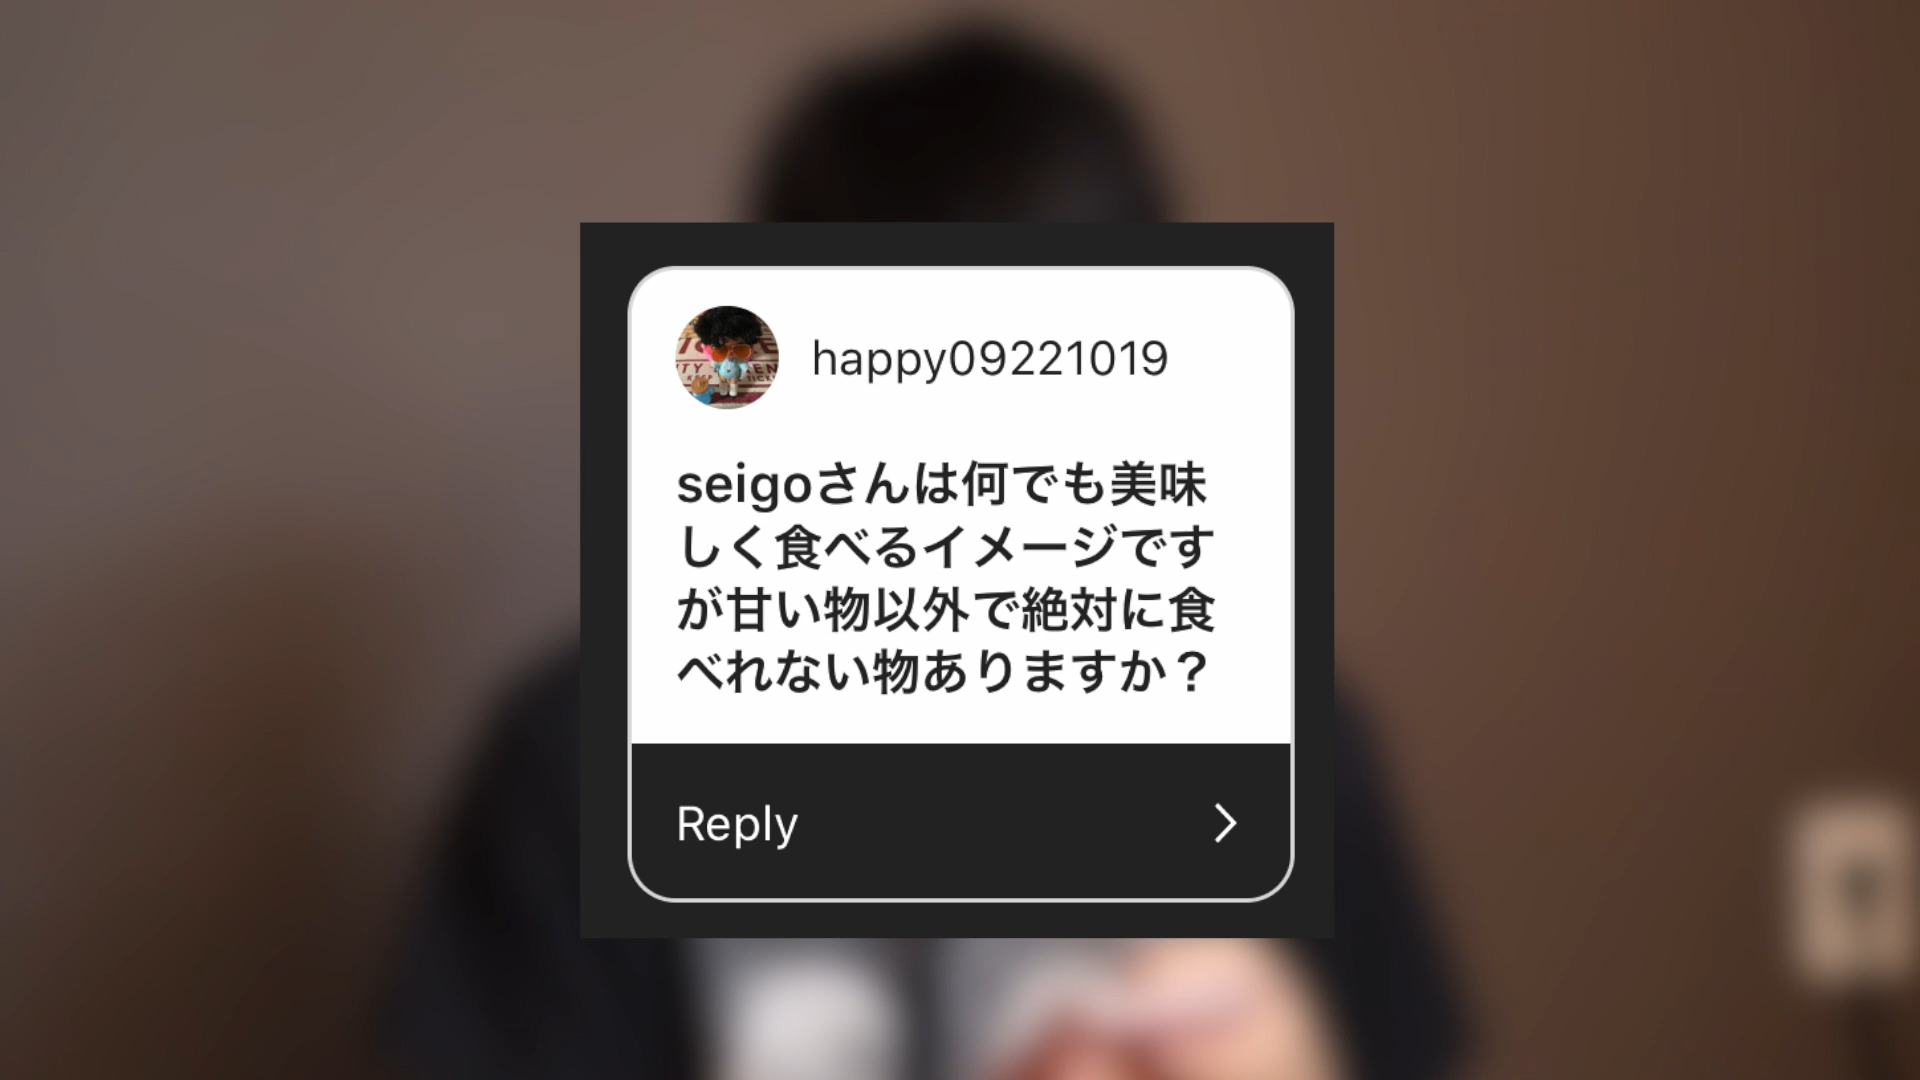 happy09221019
seigoさんは何でも美味
しく食べるイメージです
が甘い物以外で絶対に食
べれない物ありますか？
Reply